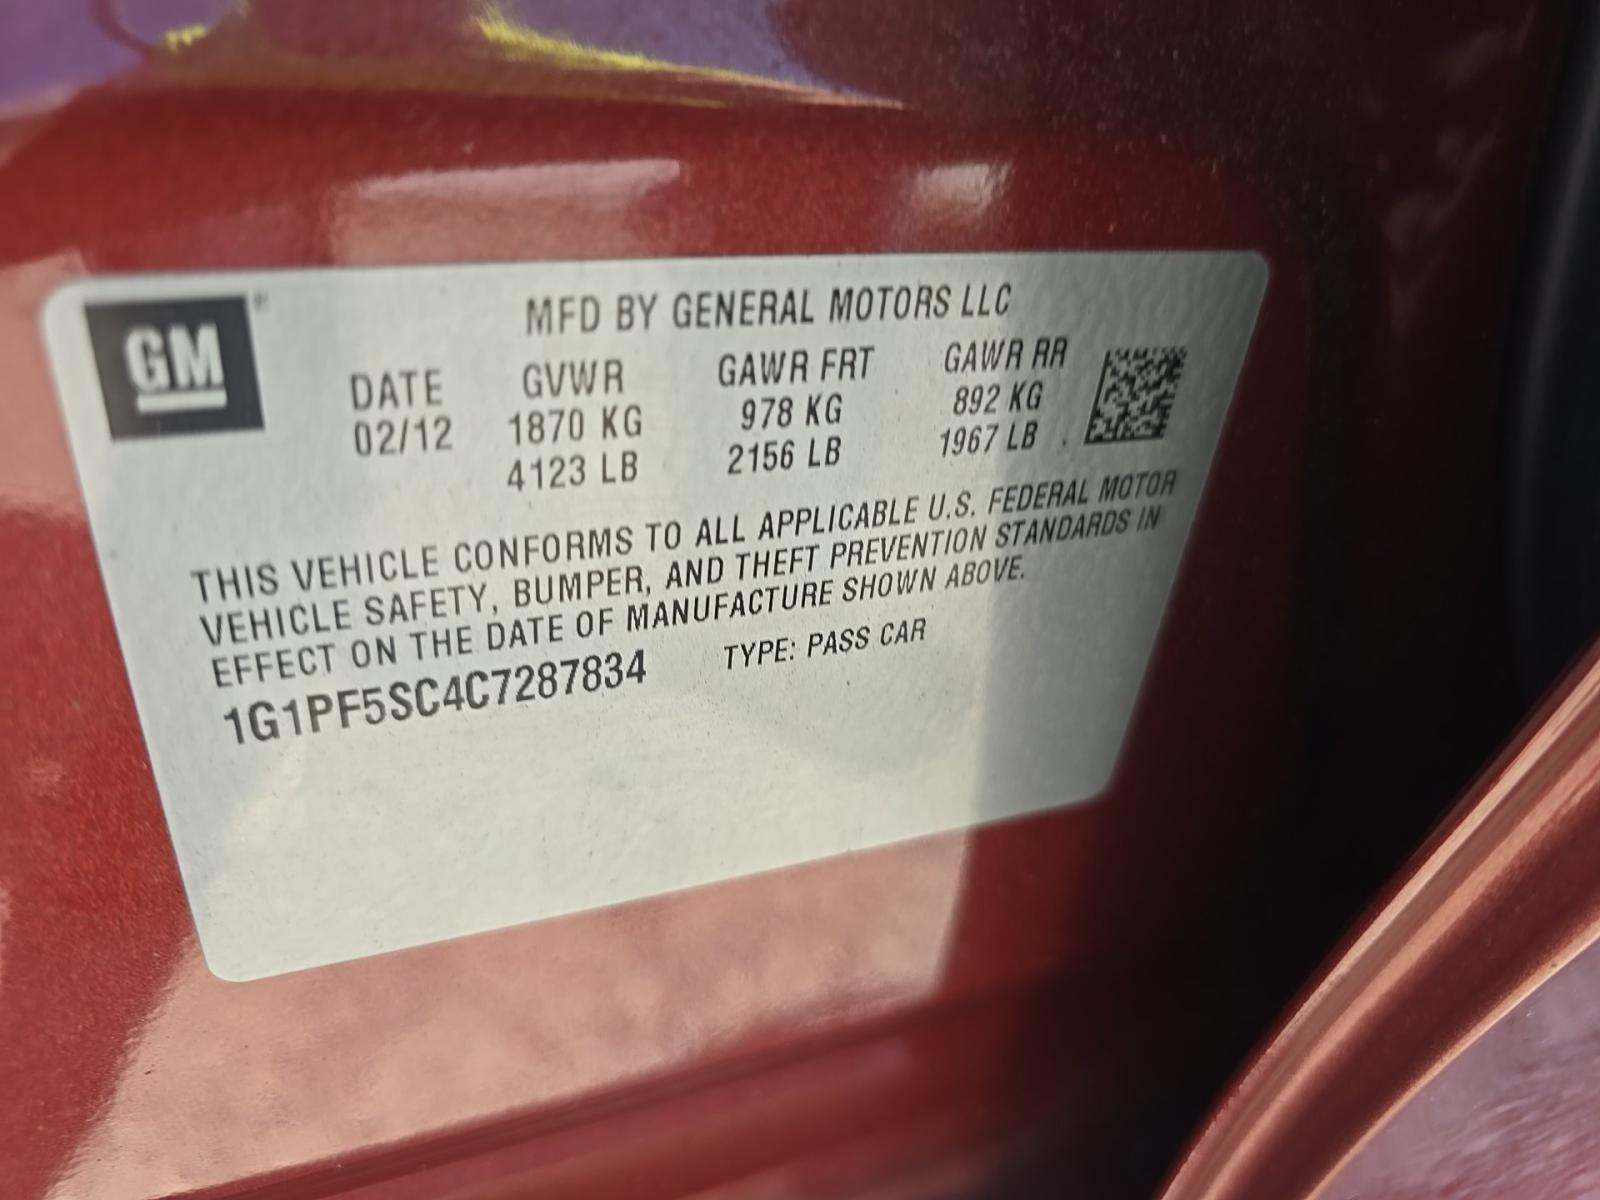 GM
MFD BY GENERAL MOTORS LLC
DATE GVWR GAWR FRT GAWR RR
02/12 1870 KG 978 KG 892 KG
4123 LB 2156 LB 1967 LB
THIS VEHICLE CONFORMS TO ALL APPLICABLE U.S. FEDERAL MOTOR
VEHICLE SAFETY, BUMPER, AND THEFT PREVENTION STANDARDS IN
EFFECT ON THE DATE OF MANUFACTURE SHOWN ABOVE.
1G1PF5SC4C7287834 TYPE: PASS CAR